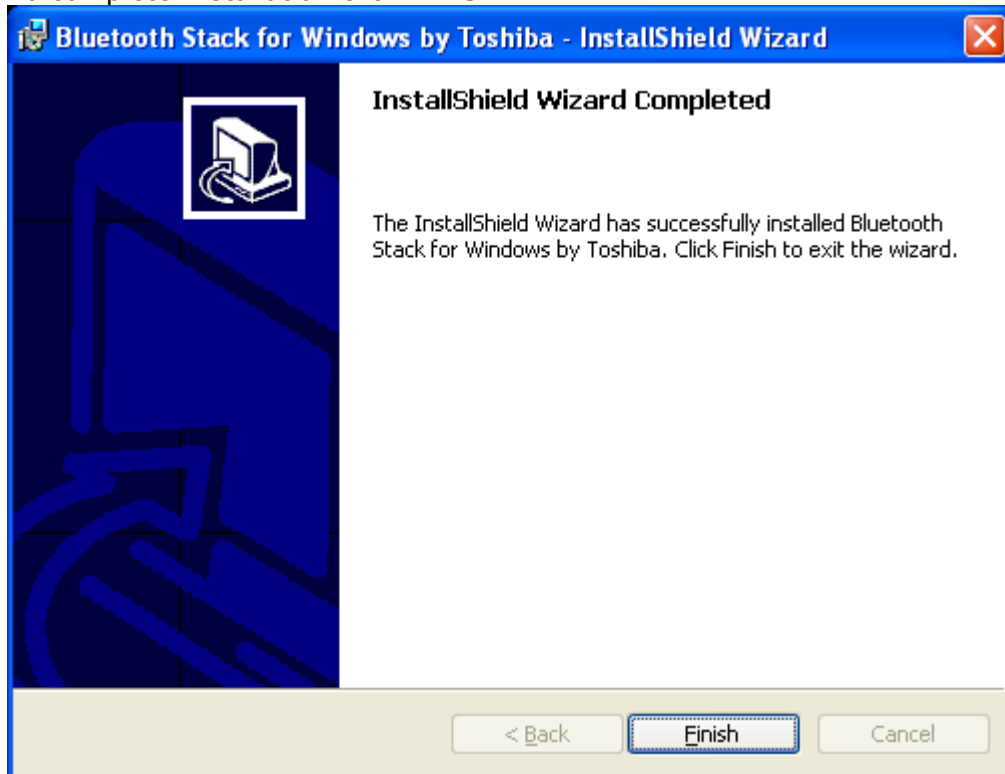 Bluetooth Stack for Windows by Toshiba - InstallShield Wizard
InstallShield Wizard Completed
The InstallShield Wizard has successfully installed Bluetooth
Stack for Windows by Toshiba. Click Finish to exit the wizard.
< Back
Finish
Cancel